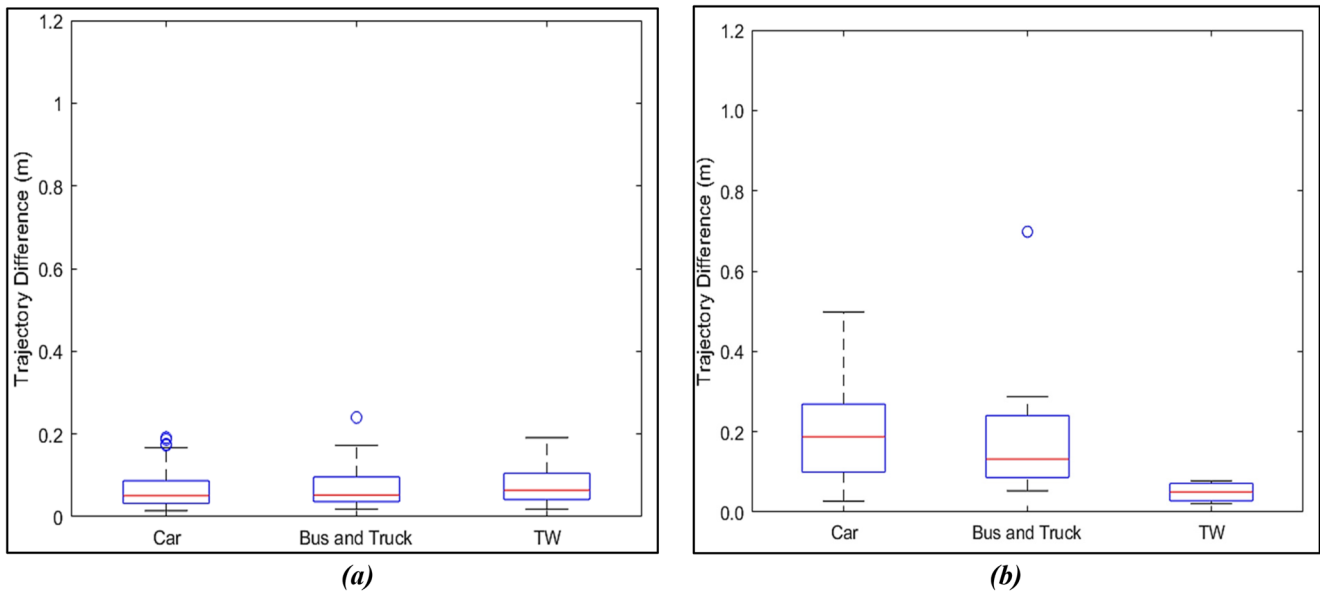 Trajectory Difference (m)
1.2
1
0.8
0.6
0.4
0.2
0
Car
Bus and Truck
TW
(a)
Trajectory Difference (m)
1.2
1.0
0.8
0.6
0.4
0.2
0.0
Car
Bus and Truck
TW
(b)